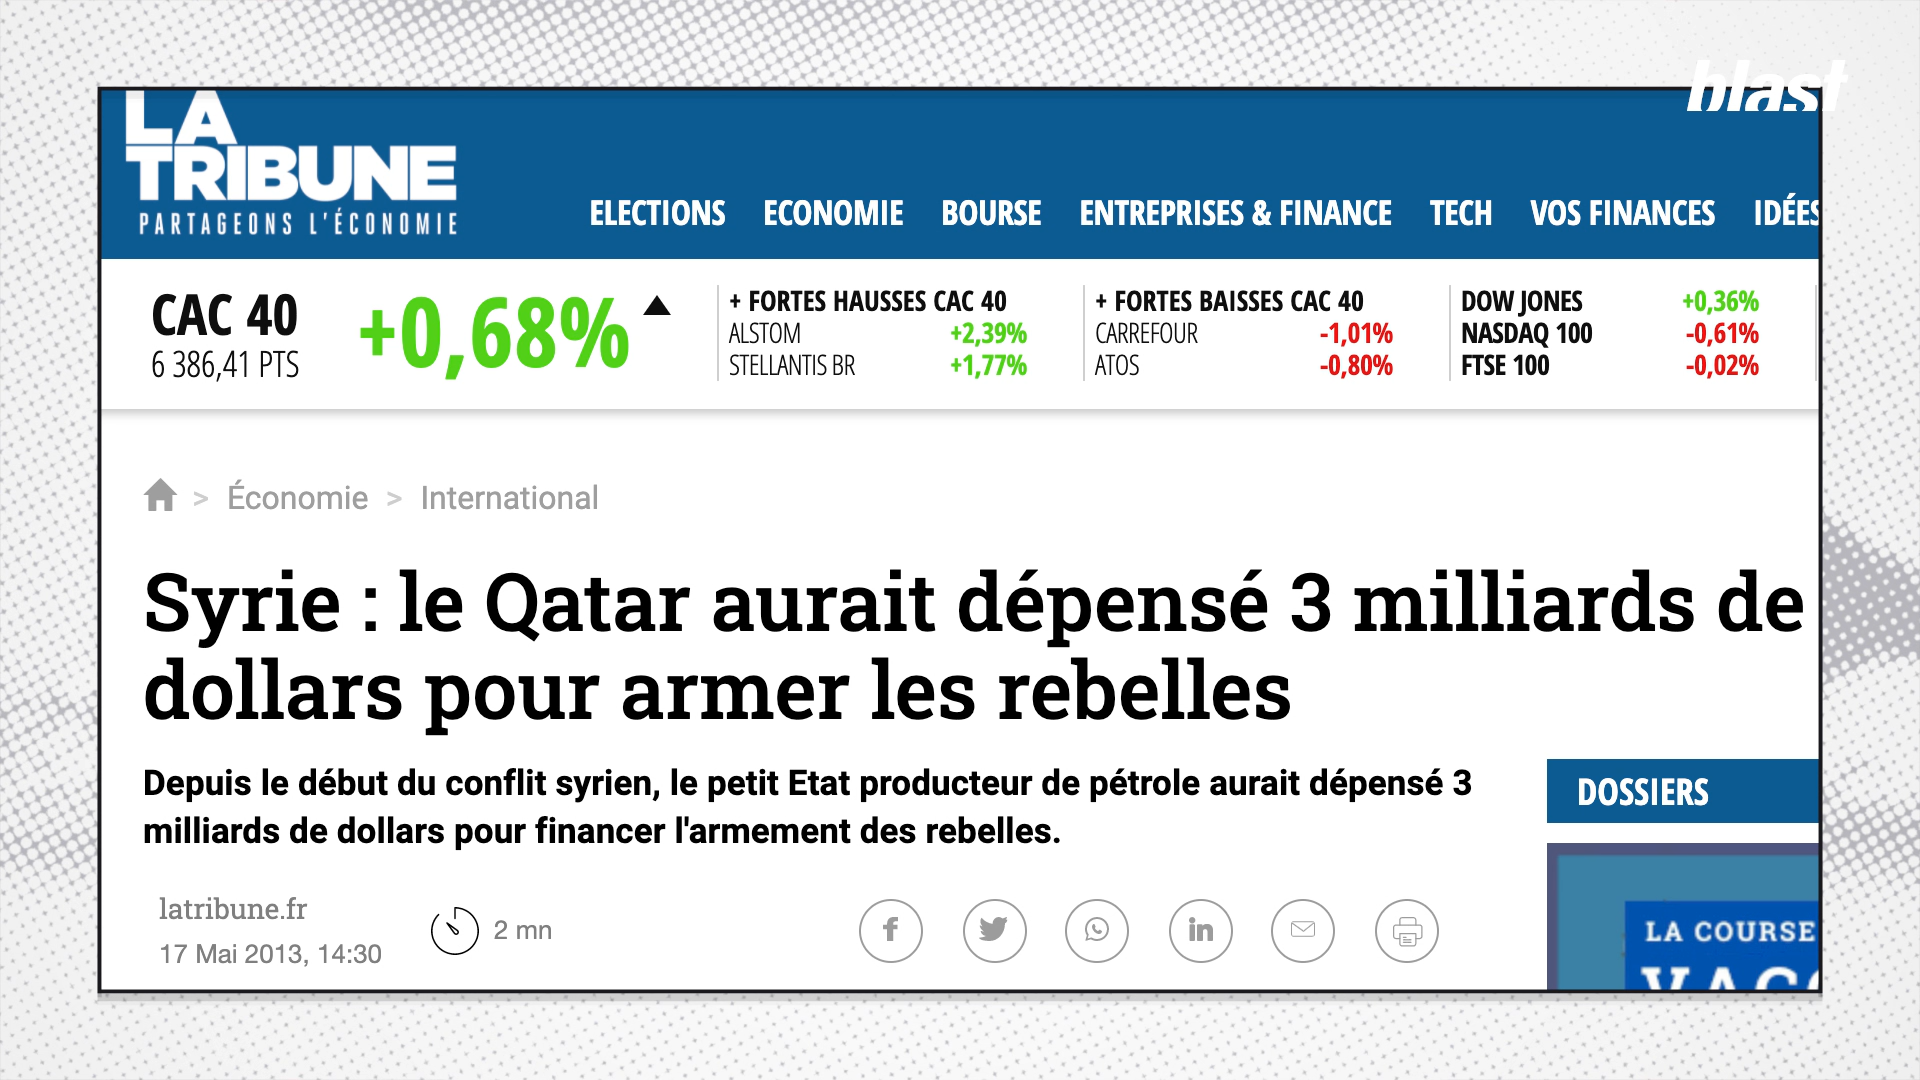 blast
LA
TRIBUNE
PARTAGEONS L'ÉCONOMIE
ELECTIONS ECONOMIE BOURSE ENTREPRISES & FINANCE TECH VOS FINANCES IDÉES
CAC 40
6 386,41 PTS
+0,68%
+ FORTES HAUSSES CAC 40
ALSTOM +2,39%
STELLANTIS BR +1,77%
+ FORTES BAISSES CAC 40
CARREFOUR -1,01%
ATOS -0,80%
DOW JONES +0,36%
NASDAQ 100 -0,61%
FTSE 100 -0,02%
> Économie > International
Syrie : le Qatar aurait dépensé 3 milliards de
dollars pour armer les rebelles
Depuis le début du conflit syrien, le petit Etat producteur de pétrole aurait dépensé 3
milliards de dollars pour financer l'armement des rebelles.
latribune.fr
17 Mai 2013, 14:30
2 mn
DOSSIERS
LA COURSE